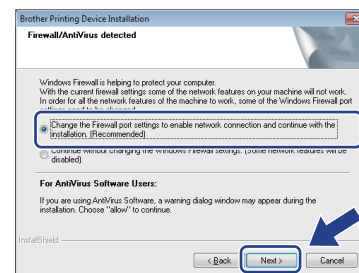 Brother Printing Device Installation
Firewall/AntiVirus detected
Windows Firewall is helping to protect your computer.
With the current firewall settings some of the network features on your machine will not work.
In order for all the network features of the machine to work, some of the Windows Firewall port
settings need to be changed.
Change the Firewall port settings to enable network connection and continue with the
installation. (Recommended)
Continue without changing the Windows Firewall settings. (Some network features will be
disabled)
For AntiVirus Software Users:
If you are using AntiVirus Software, a warning dialog window may appear during the
installation. Choose "allow" to continue.
InstallShield
< Back
Next >
Cancel